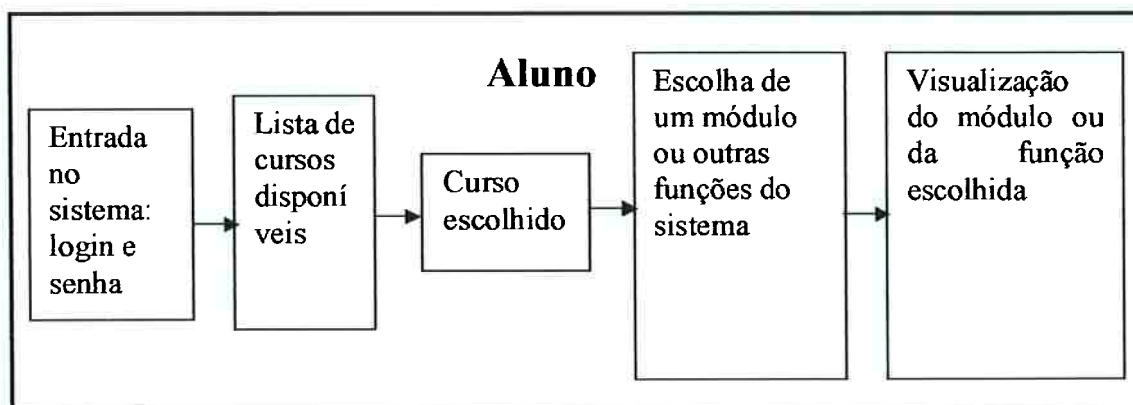 Aluno
Entrada
no
sistema:
login e
senha
Lista de
cursos
disponí
veis
Curso
escolhido
Escolha de
um módulo
ou outras
funções do
sistema
Visualização
do módulo ou
da função
escolhida